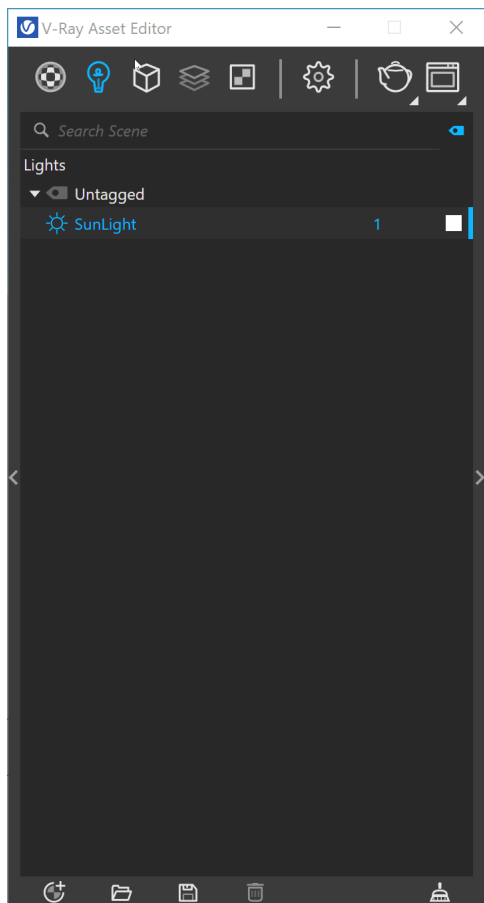 V-Ray Asset Editor
Search Scene
Lights
Untagged
SunLight 1